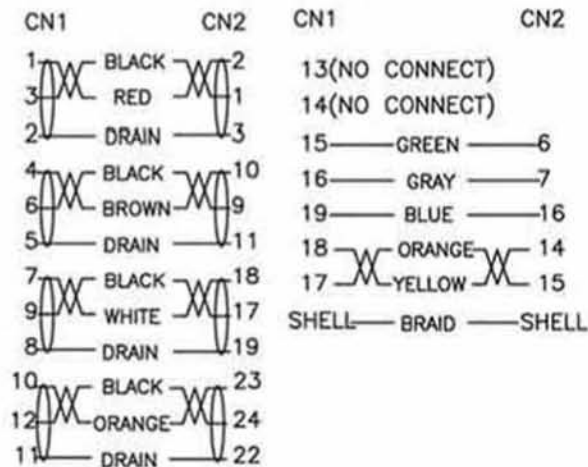 CN1 CN2
1 BLACK 2
3 RED 1
2 DRAIN 3
4 BLACK 10
6 BROWN 9
5 DRAIN 11
7 BLACK 18
9 WHITE 17
8 DRAIN 19
10 BLACK 23
12 ORANGE 24
11 DRAIN 22
CN1 CN2
13(NO CONNECT)
14(NO CONNECT)
15 GREEN 6
16 GRAY 7
19 BLUE 16
18 ORANGE 14
17 YELLOW 15
SHELL BRAID SHELL